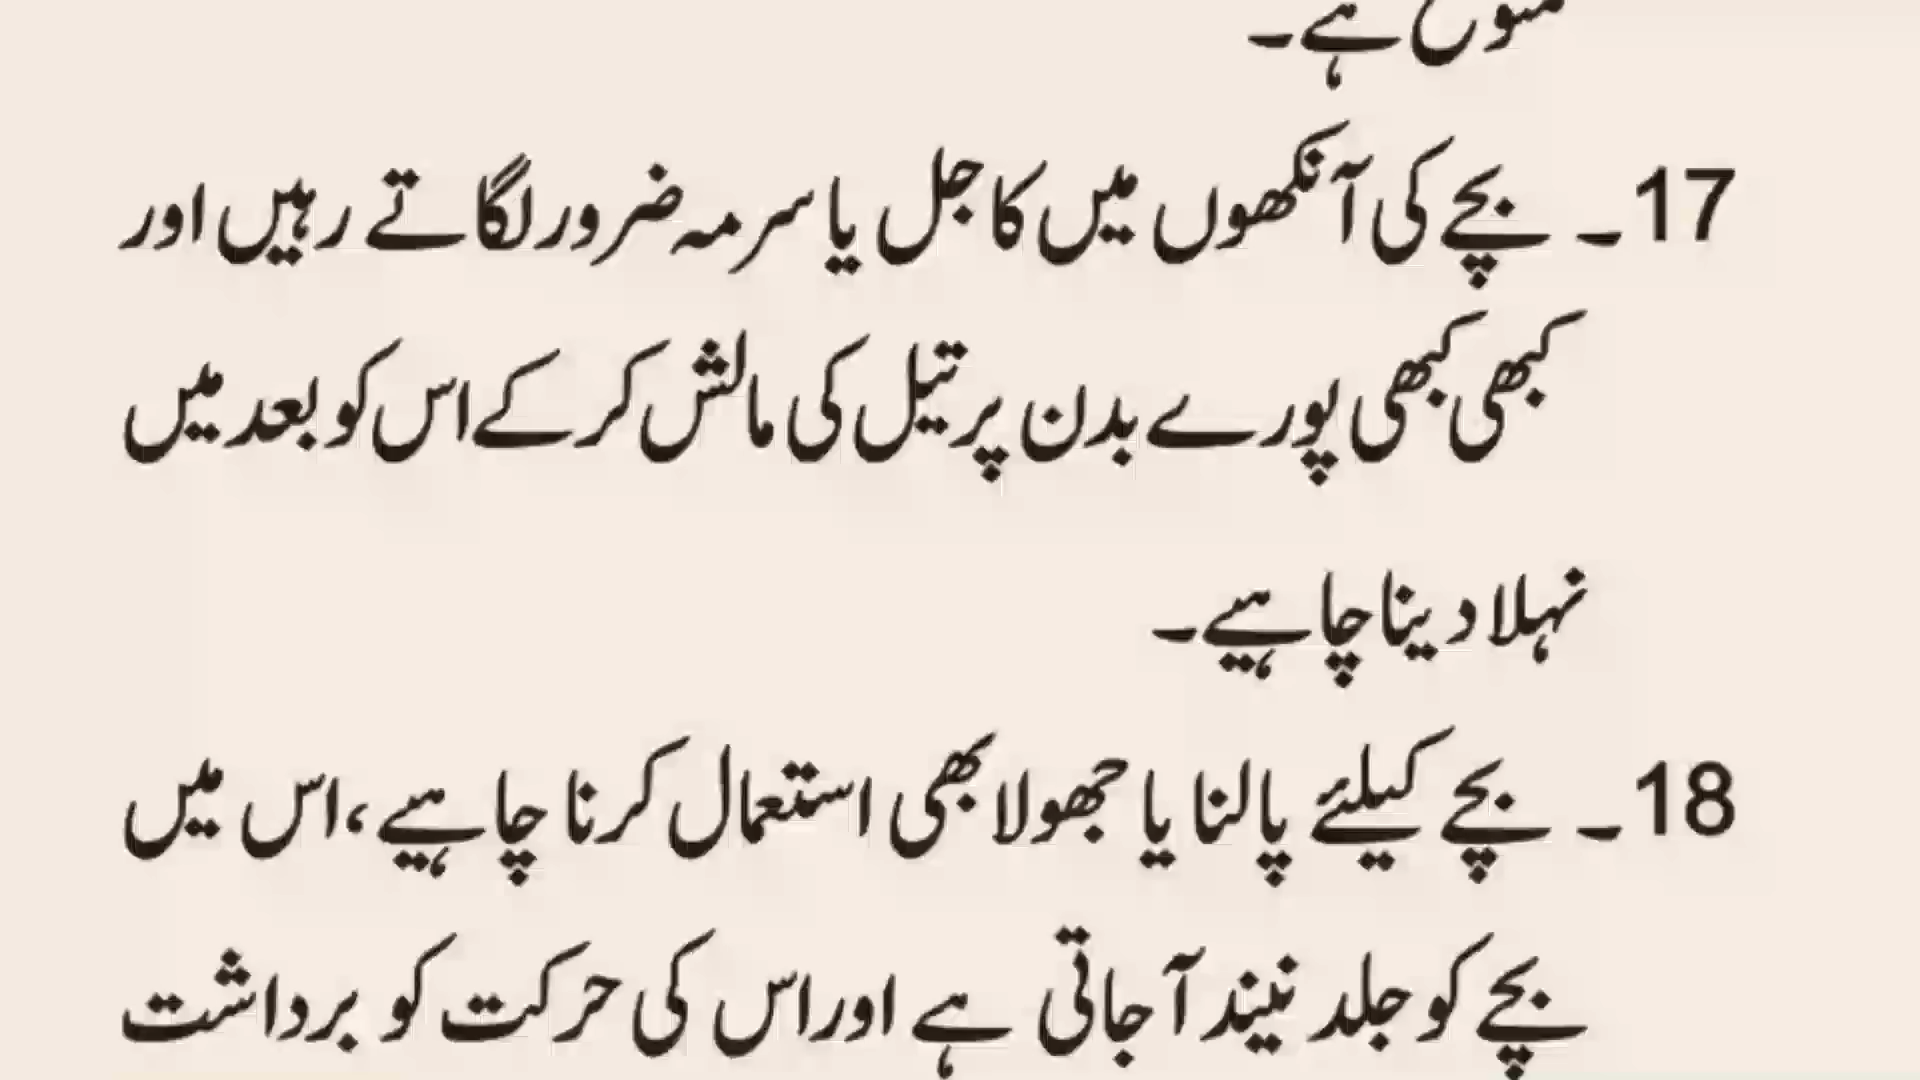 ہے۔
17۔ بچے کی آنکھوں میں کاجل یا سرمہ ضرور لگاتے رہیں اور
کبھی کبھی پورے بدن پر تیل کی مالش کر کے اس کو بعد میں
نہلا دینا چاہیے۔
18۔ بچے کیلئے پالنا یا جھولا بھی استعمال کرنا چاہیے، اس میں
بچے کو جلد نیند آ جاتی ہے اور اس کی حرکت کو برداشت